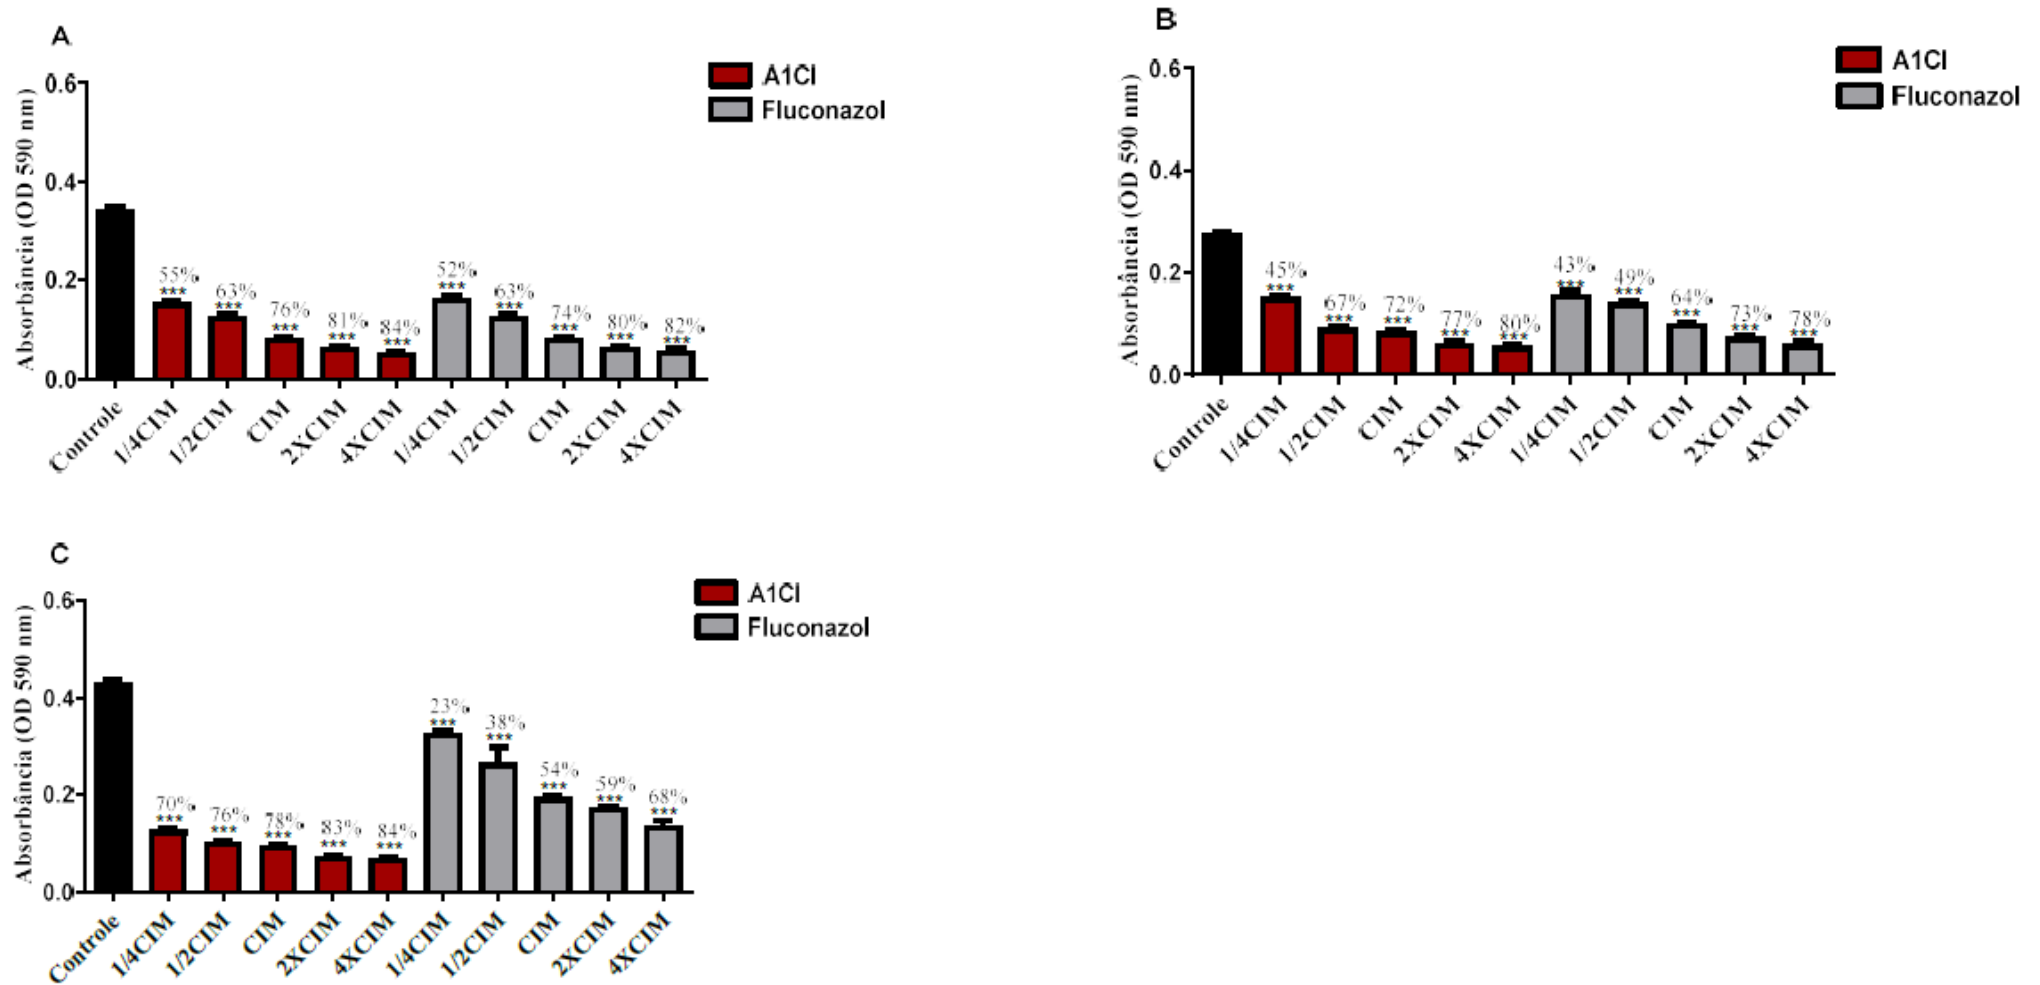 A
A1Cl
Fluconazol
Absorbância (OD 590 nm)
0.6
0.4
0.2
0.0
55%
***
63%
***
76%
***
81%
***
84%
***
52%
***
63%
***
74%
***
80%
***
82%
***
Controle
1/4CIM
1/2CIM
CIM
2XCIM
4XCIM
1/4CIM
1/2CIM
CIM
2XCIM
4XCIM
B
A1Cl
Fluconazol
Absorbância (OD 590 nm)
0.6
0.4
0.2
0.0
45%
***
67%
***
72%
***
77%
***
80%
***
43%
***
49%
***
64%
***
73%
***
78%
***
Controle
1/4CIM
1/2CIM
CIM
2XCIM
4XCIM
1/4CIM
1/2CIM
CIM
2XCIM
4XCIM
C
A1Cl
Fluconazol
Absorbância (OD 590 nm)
0.6
0.4
0.2
0.0
70%
***
76%
***
78%
***
83%
***
84%
***
23%
***
38%
***
54%
***
59%
***
68%
***
Controle
1/4CIM
1/2CIM
CIM
2XCIM
4XCIM
1/4CIM
1/2CIM
CIM
2XCIM
4XCIM